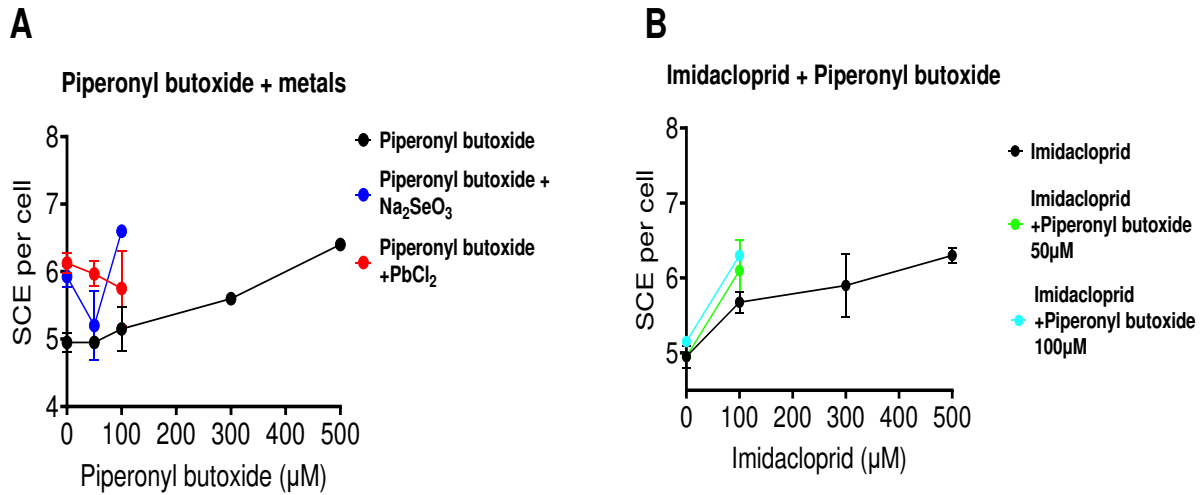 A
Piperonyl butoxide + metals
8
7
6
5
4
SCE per cell
0 100 200 300 400 500
Piperonyl butoxide (µM)
Piperonyl butoxide
Piperonyl butoxide +
Na₂SeO₃
Piperonyl butoxide
+PbCl₂
B
Imidacloprid + Piperonyl butoxide
8
7
6
5
SCE per cell
0 100 200 300 400 500
Imidacloprid (µM)
Imidacloprid
Imidacloprid
+Piperonyl butoxide
50µM
Imidacloprid
+Piperonyl butoxide
100µM